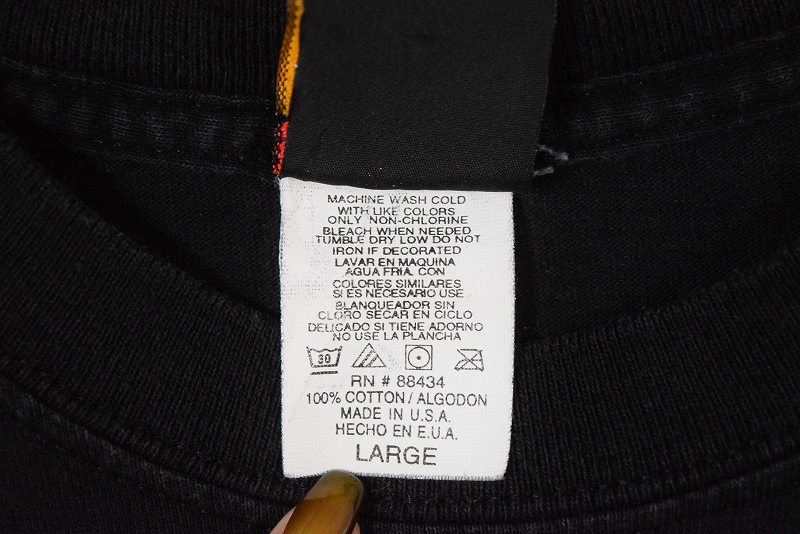 MACHINE WASH COLD
WITH LIKE COLORS
ONLY NON-CHLORINE
BLEACH WHEN NEEDED
TUMBLE DRY LOW DO NOT
IRON IF DECORATED
LAVAR EN MAQUINA
AGUA FRIA. CON
COLORES SIMILARES
SI ES NECESARIO USE
BLANQUEADOR SIN
CLORO SECAR EN CICLO
DELICADO SI TIENE ADORNO
NO USE LA PLANCHA
30
RN # 88434
100% COTTON / ALGODON
MADE IN U.S.A.
HECHO EN E.U.A.
LARGE